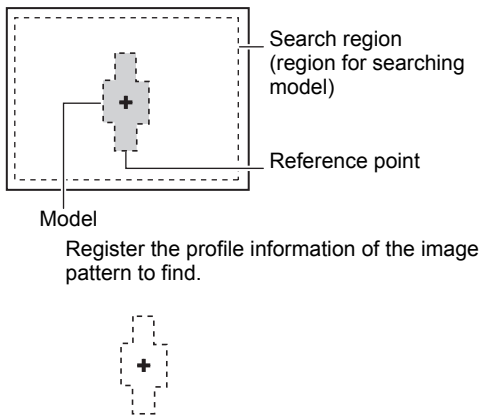 Search region
(region for searching
model)
Reference point
Model
Register the profile information of the image
pattern to find.